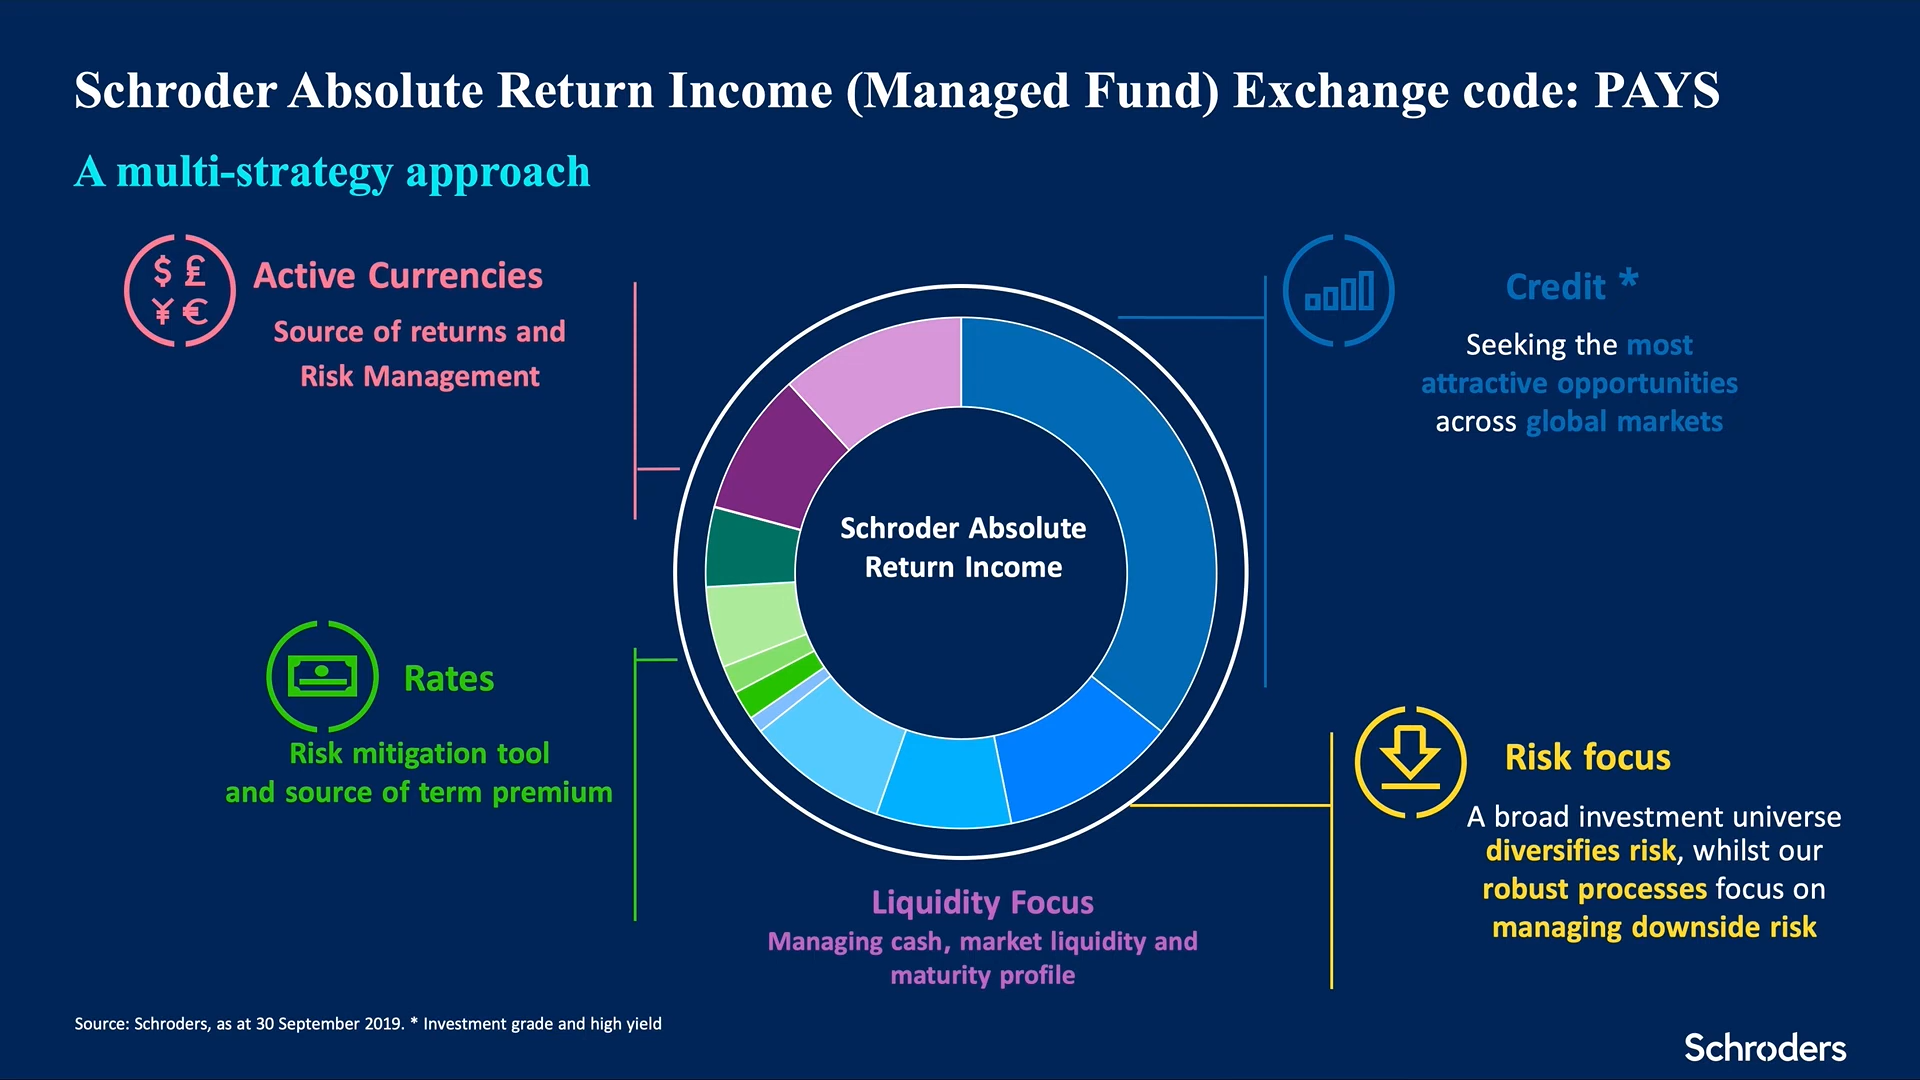 Schroder Absolute Return Income (Managed Fund) Exchange code: PAYS
A multi-strategy approach
$ £
¥ €
Active Currencies
Source of returns and
Risk Management
Credit *
Seeking the most
attractive opportunities
across global markets
Schroder Absolute
Return Income
Rates
Risk mitigation tool
and source of term premium
Risk focus
A broad investment universe
diversifies risk, whilst our
robust processes focus on
managing downside risk
Liquidity Focus
Managing cash, market liquidity and
maturity profile
Source: Schroders, as at 30 September 2019. * Investment grade and high yield
Schroders